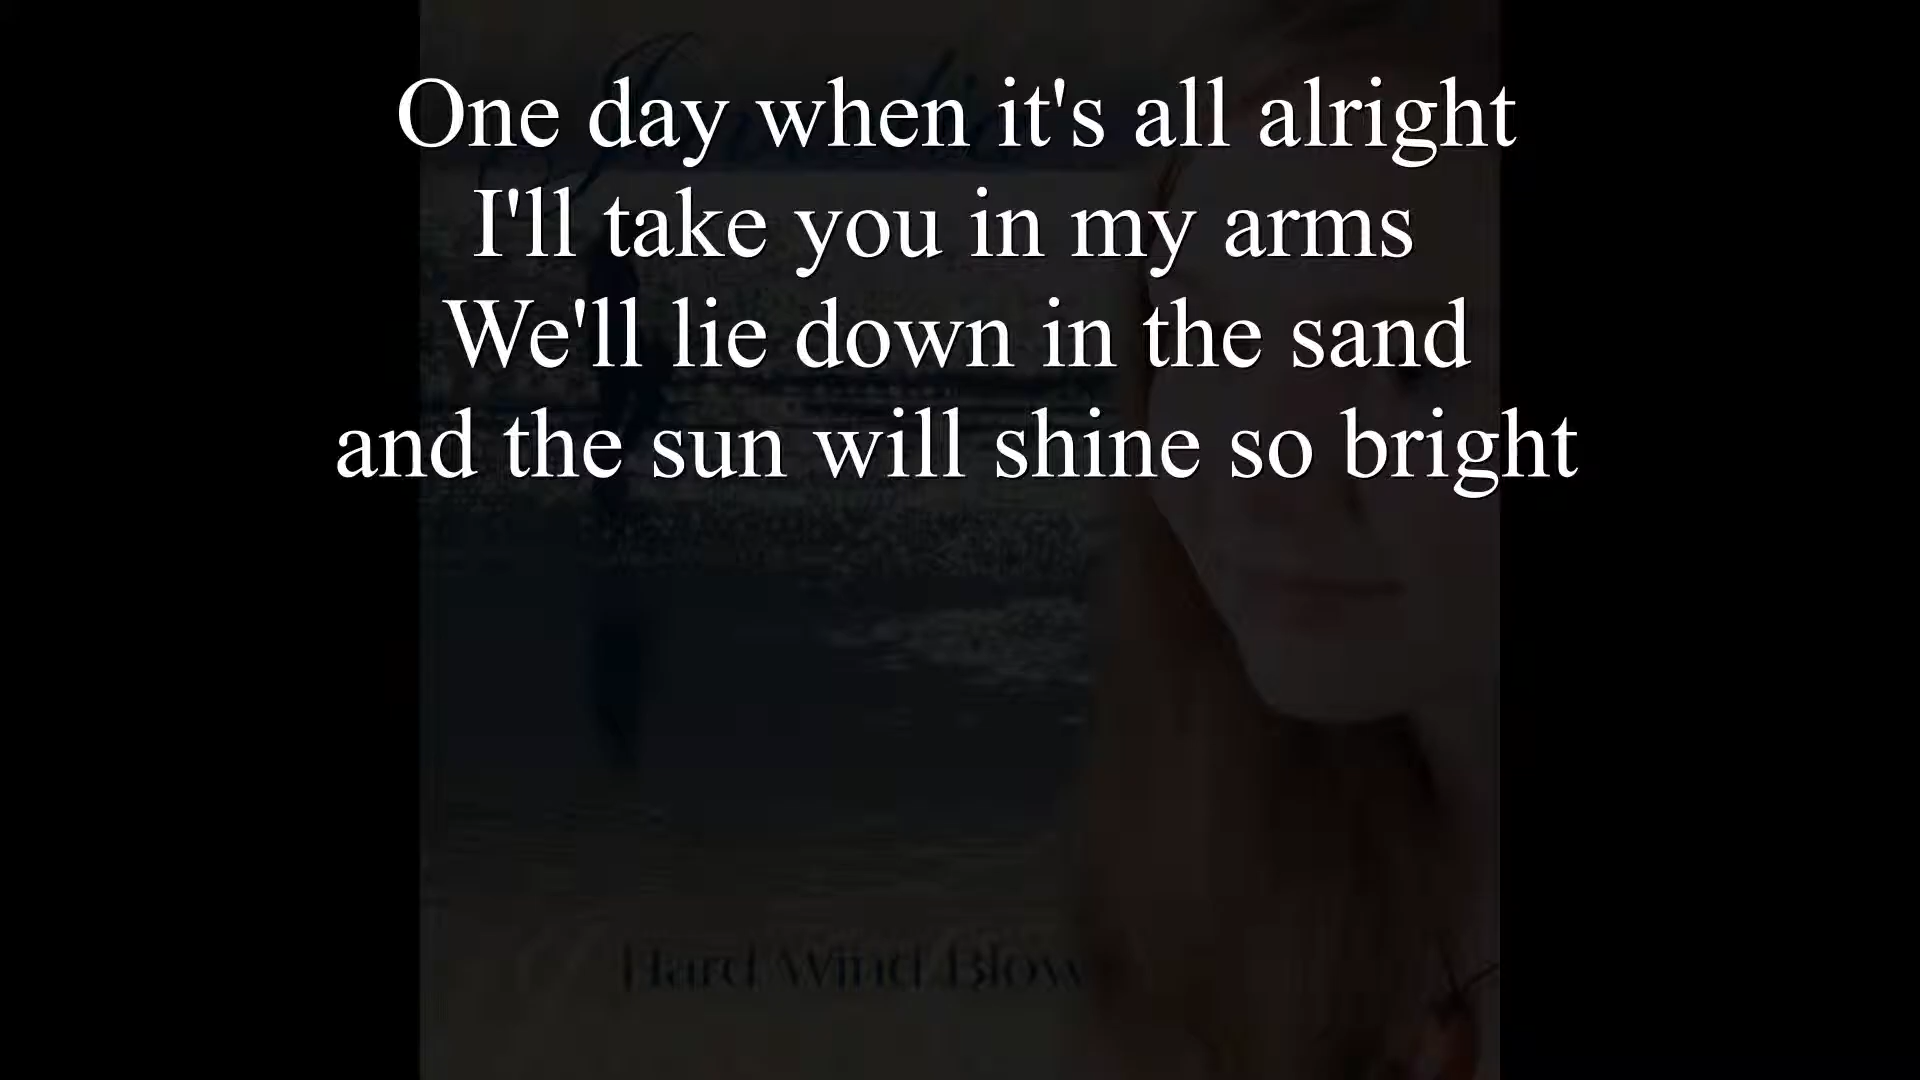 One day when it's all alright
I'll take you in my arms
We'll lie down in the sand
and the sun will shine so bright
Hard Wind Blow